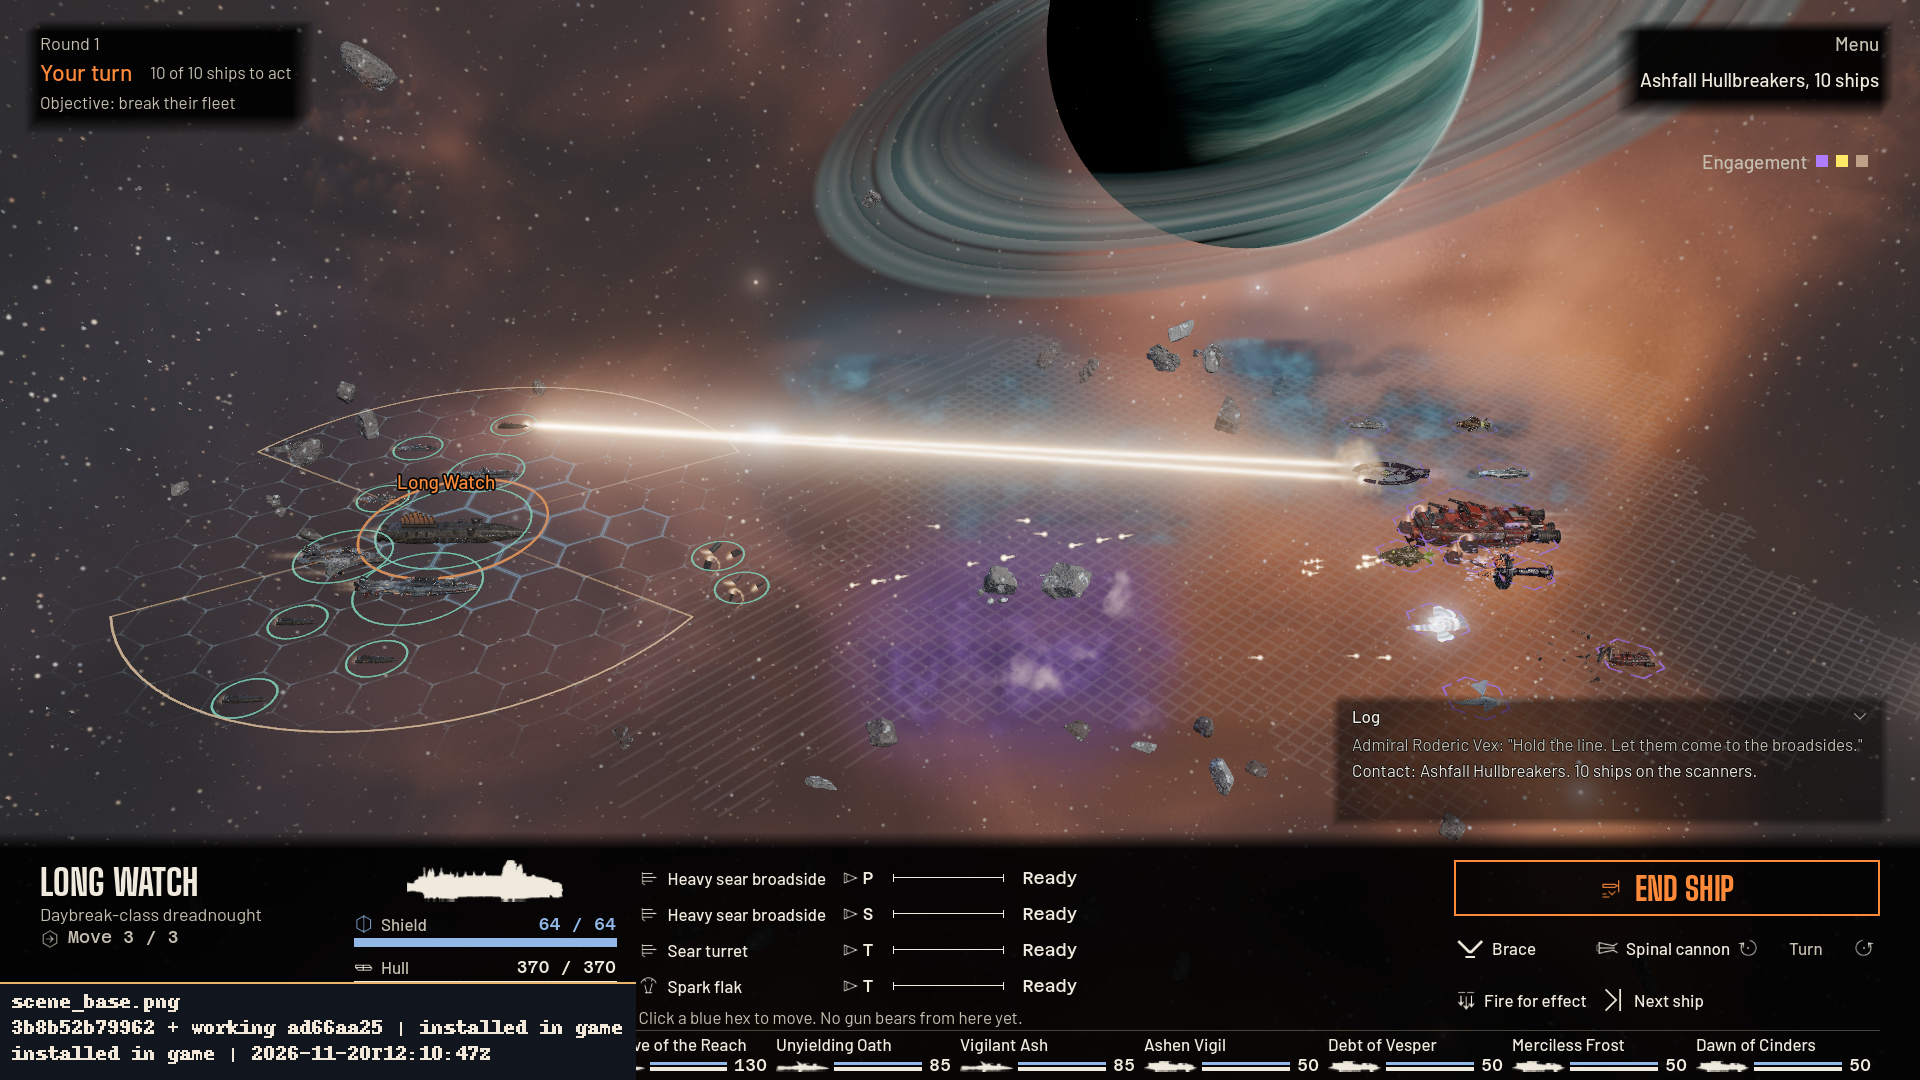 Round 1
Your turn 10 of 10 ships to act
Objective: break their fleet
Menu
Ashfall Hullbreakers, 10 ships
Engagement
Long Watch
Log
Admiral Roderic Vex: "Hold the line. Let them come to the broadsides."
Contact: Ashfall Hullbreakers. 10 ships on the scanners.
LONG WATCH
Daybreak-class dreadnought
Move 3 / 3
Shield 64 / 64
Hull 370 / 370
Heavy sear broadside P Ready
Heavy sear broadside S Ready
Sear turret T Ready
Spark flak T Ready
Click a blue hex to move. No gun bears from here yet.
END SHIP
Brace Spinal cannon Turn
Fire for effect Next ship
scene_base.png
3b8b52b79962 + working ad66aa25 | installed in game
installed in game | 2026-11-20T12:10:47Z
of the Reach 130
Unyielding Oath 85
Vigilant Ash 85
Ashen Vigil 50
Debt of Vesper 50
Merciless Frost 50
Dawn of Cinders 50